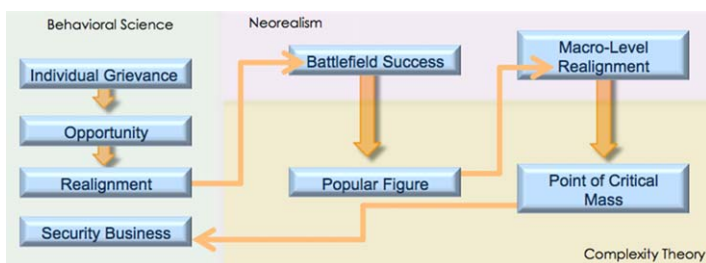 Behavioral Science
Neorealism
Individual Grievance
Opportunity
Realignment
Security Business
Battlefield Success
Popular Figure
Macro-Level
Realignment
Point of Critical
Mass
Complexity Theory